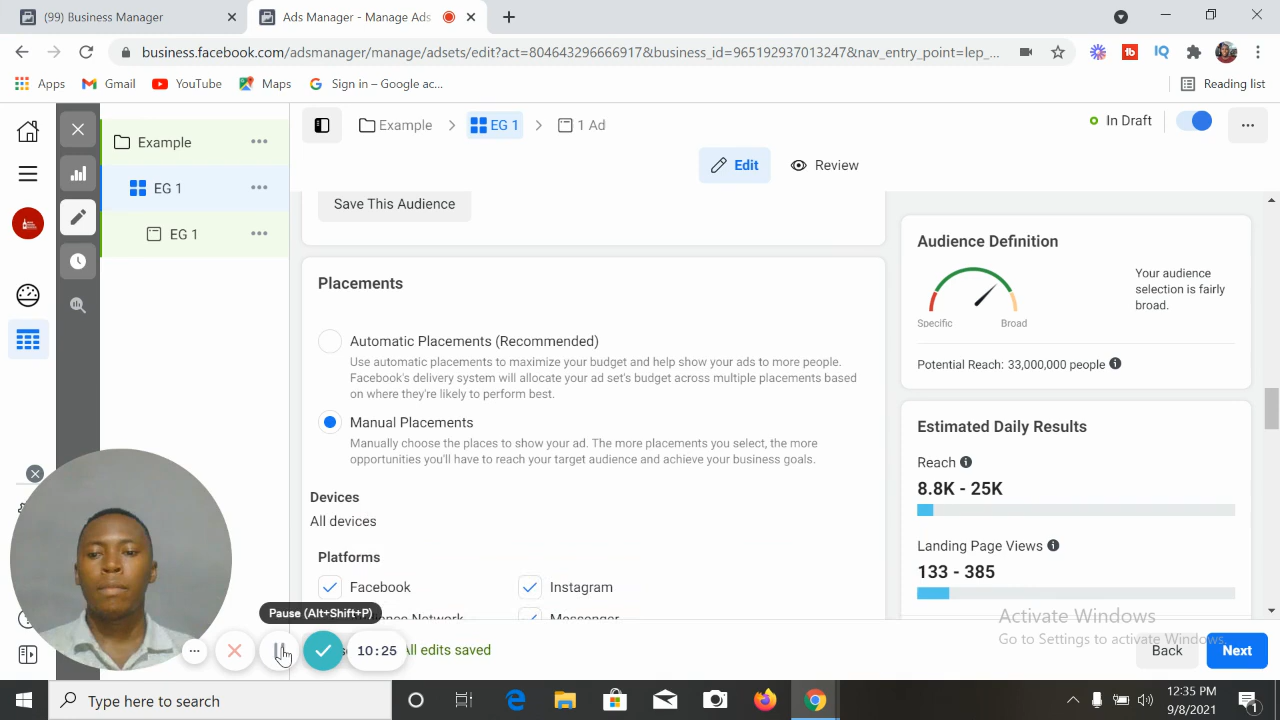 (99) Business Manager
Ads Manager - Manage Ads
business.facebook.com/adsmanager/manage/adsets/edit?act=804643296666917&business_id=965192937013247&nav_entry_point=lep_...
Apps
Gmail
YouTube
Maps
Sign in – Google ac...
Reading list
Example
EG 1
EG 1
Example
EG 1
1 Ad
In Draft
Edit
Review
Save This Audience
Placements
Automatic Placements (Recommended)
Use automatic placements to maximize your budget and help show your ads to more people.
Facebook's delivery system will allocate your ad set's budget across multiple placements based
on where they're likely to perform best.
Manual Placements
Manually choose the places to show your ad. The more placements you select, the more
opportunities you'll have to reach your target audience and achieve your business goals.
Devices
All devices
Platforms
Facebook
Instagram
Network
Messenger
Audience Definition
Specific
Broad
Your audience
selection is fairly
broad.
Potential Reach: 33,000,000 people
Estimated Daily Results
Reach
8.8K - 25K
Landing Page Views
133 - 385
Activate Windows
Go to Settings to activate Windows.
Pause (Alt+Shift+P)
10:25
All edits saved
Back
Next
Type here to search
12:35 PM
9/8/2021
1